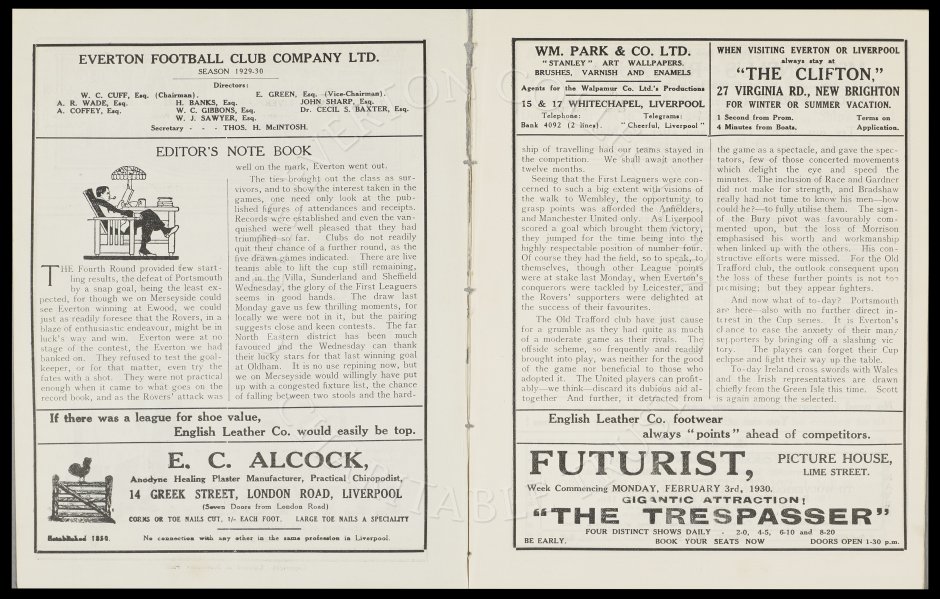 EVERTON FOOTBALL CLUB COMPANY LTD.
SEASON 1929-30
Directors:
W. C. CUFF, Esq. (Chairman). E. GREEN, Esq. (Vice-Chairman).
A. R. WADE, Esq. H. BANKS, Esq. JOHN SHARP, Esq.
A. COFFEY, Esq. W. C. GIBBONS, Esq. Dr. CECIL S. BAXTER, Esq.
W. J. SAWYER, Esq.
Secretary - - - THOS. H. McINTOSH.
EDITOR'S NOTE BOOK
THE Fourth Round provided few start-
ling results, the defeat of Portsmouth
by a snap goal, being the least ex-
pected, for though we on Merseyside could
see Everton winning at Ewood, we could
just as readily foresee that the Rovers, in a
blaze of enthusiastic endeavour, might be in
luck's way and win. Everton were at no
stage of the contest, the Everton we had
banked on. They refused to test the goal-
keeper, or for that matter, even try the
fates with a shot. They were not practical
enough when it came to what goes on the
record book, and as the Rovers' attack was
well on the mark, Everton went out.
The ties brought out the class as sur-
vivors, and to show the interest taken in the
games, one need only look at the pub-
lished figures of attendances and receipts.
Records were established and even the van-
quished were well pleased that they had
triumphed so far. Clubs do not readily
quit their chance of a further round, as the
five drawn games indicated. There are live
teams able to lift the cup still remaining,
and in the Villa, Sunderland and Sheffield
Wednesday, the glory of the First Leaguers
seems in good hands. The draw last
Monday gave us few thrilling moments, for
locally we were not in it, but the pairing
suggests close and keen contests. The far
North Eastern district has been much
favoured and the Wednesday can thank
their lucky stars for that last winning goal
at Oldham. It is no use repining now, but
we on Merseyside would willingly have put
up with a congested fixture list, the chance
of falling between two stools and the hard-
If there was a league for shoe value,
English Leather Co. would easily be top.
E. C. ALCOCK,
Anodyne Healing Plaster Manufacturer, Practical Chiropodist,
14 GREEK STREET, LONDON ROAD, LIVERPOOL
(Seven Doors from London Road)
CORNS OR TOE NAILS CUT, 1/- EACH FOOT. LARGE TOE NAILS A SPECIALITY
Established 1850. No connection with any other in the same profession in Liverpool.
WM. PARK & CO. LTD.
"STANLEY" ART WALLPAPERS.
BRUSHES, VARNISH AND ENAMELS
Agents for the Walpamur Co. Ltd.'s Productions
15 & 17 WHITECHAPEL, LIVERPOOL
Telephone: Telegrams:
Bank 4092 (2 lines). "Cheerful, Liverpool"
WHEN VISITING EVERTON OR LIVERPOOL
always stay at
"THE CLIFTON,"
27 VIRGINIA RD., NEW BRIGHTON
FOR WINTER OR SUMMER VACATION.
1 Second from Prom. Terms on
4 Minutes from Boats. Application.
ship of travelling had our teams stayed in
the competition. We shall await another
twelve months.
Seeing that the First Leaguers were con-
cerned to such a big extent with visions of
the walk to Wembley, the opportunity to
grasp points was afforded the Anfielders,
and Manchester United only. As Liverpool
scored a goal which brought them victory,
they jumped for the time being into the
highly respectable position of number four.
Of course they had the field, so to speak, to
themselves, though other League points
were at stake last Monday, when Everton's
conquerors were tackled by Leicester, and
the Rovers' supporters were delighted at
the success of their favourites.
The Old Trafford club have just cause
for a grumble as they had quite as much
of a moderate game as their rivals. The
offside scheme, so frequently and readily
brought into play, was neither for the good
of the game nor beneficial to those who
adopted it. The United players can profit-
ably—we think—discard its dubious aid al-
together And further, it detracted from
the game as a spectacle, and gave the spec-
tators, few of those concerted movements
which delight the eye and speed the
minutes. The inclusion of Race and Gardner
did not make for strength, and Bradshaw
really had not time to know his men—how
could he?—to fully utilise them. The sign-
of the Bury pivot was favourably com-
mented upon, but the loss of Morrison
emphasised his worth and workmanship
when linked up with the others. His con-
structive efforts were missed. For the Old
Trafford club, the outlook consequent upon
the loss of these further points is not too
promising; but they appear fighters.
And now what of to-day? Portsmouth
are here—also with no further direct in-
terest in the Cup series. It is Everton's
chance to ease the anxiety of their many
supporters by bringing off a slashing vic-
tory. The players can forget their Cup
eclipse and fight their way up the table.
To-day Ireland cross swords with Wales
and the Irish representatives are drawn
chiefly from the Green Isle this time. Scott
is again among the selected.
English Leather Co. footwear
always "points" ahead of competitors.
FUTURIST, PICTURE HOUSE,
LIME STREET.
Week Commencing MONDAY, FEBRUARY 3rd, 1930.
GIGANTIC ATTRACTION!
"THE TRESPASSER"
FOUR DISTINCT SHOWS DAILY - 2-0, 4-5, 6-10 and 8-20
BE EARLY. BOOK YOUR SEATS NOW DOORS OPEN 1-30 p.m.